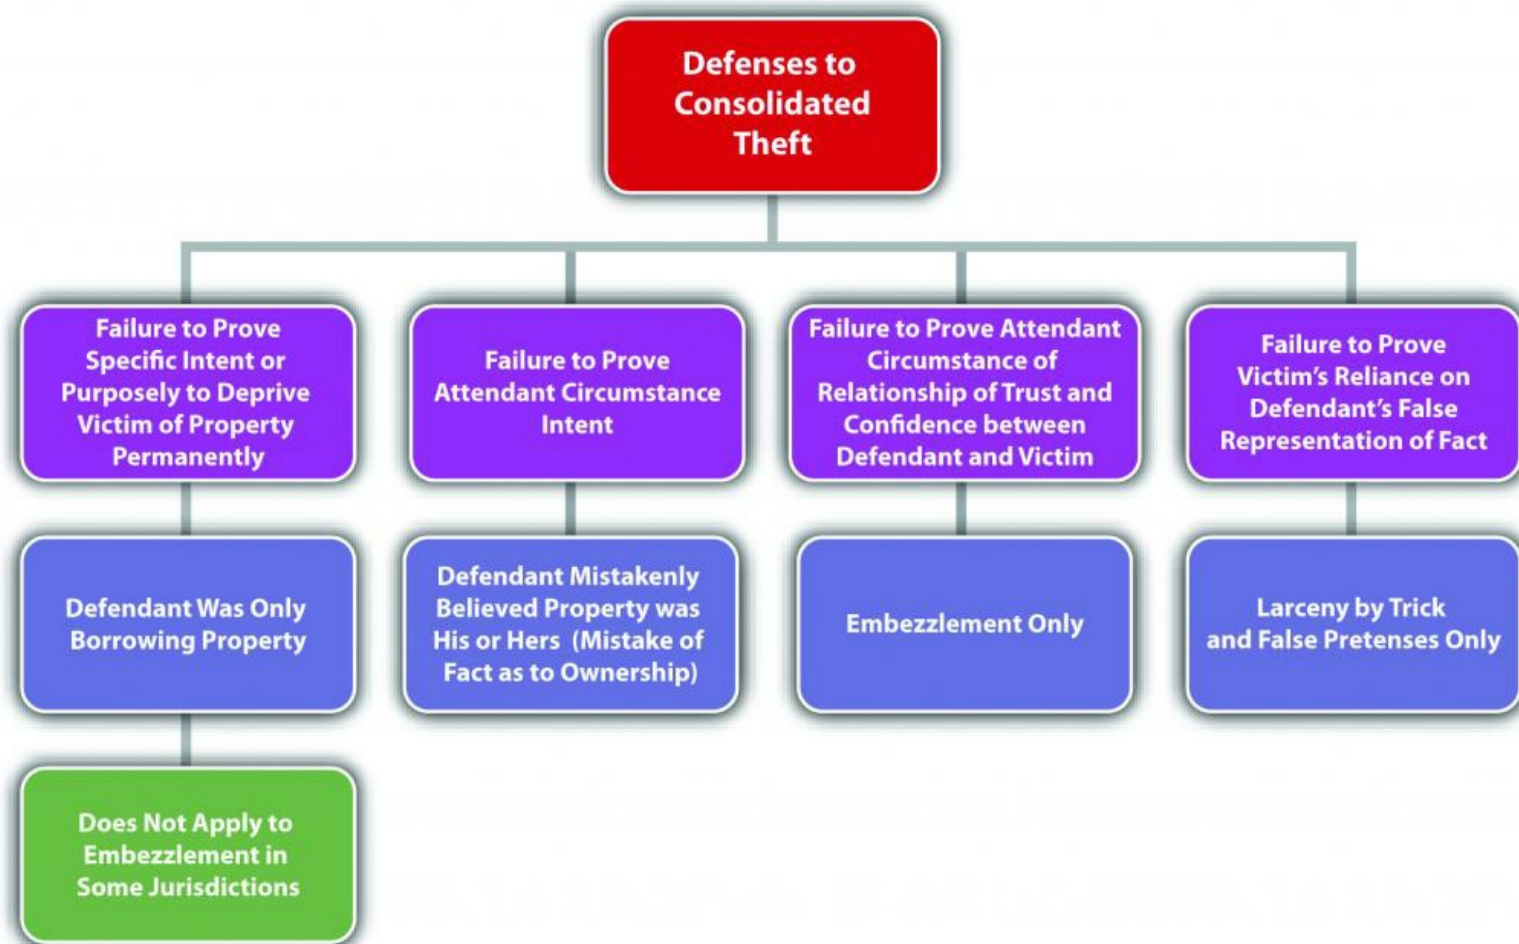 Defenses to
Consolidated
Theft
Failure to Prove
Specific Intent or
Purposely to Deprive
Victim of Property
Permanently
Failure to Prove
Attendant Circumstance
Intent
Failure to Prove Attendant
Circumstance of
Relationship of Trust and
Confidence between
Defendant and Victim
Failure to Prove
Victim's Reliance on
Defendant's False
Representation of Fact
Defendant Was Only
Borrowing Property
Defendant Mistakenly
Believed Property was
His or Hers (Mistake of
Fact as to Ownership)
Embezzlement Only
Larceny by Trick
and False Pretenses Only
Does Not Apply to
Embezzlement in
Some Jurisdictions